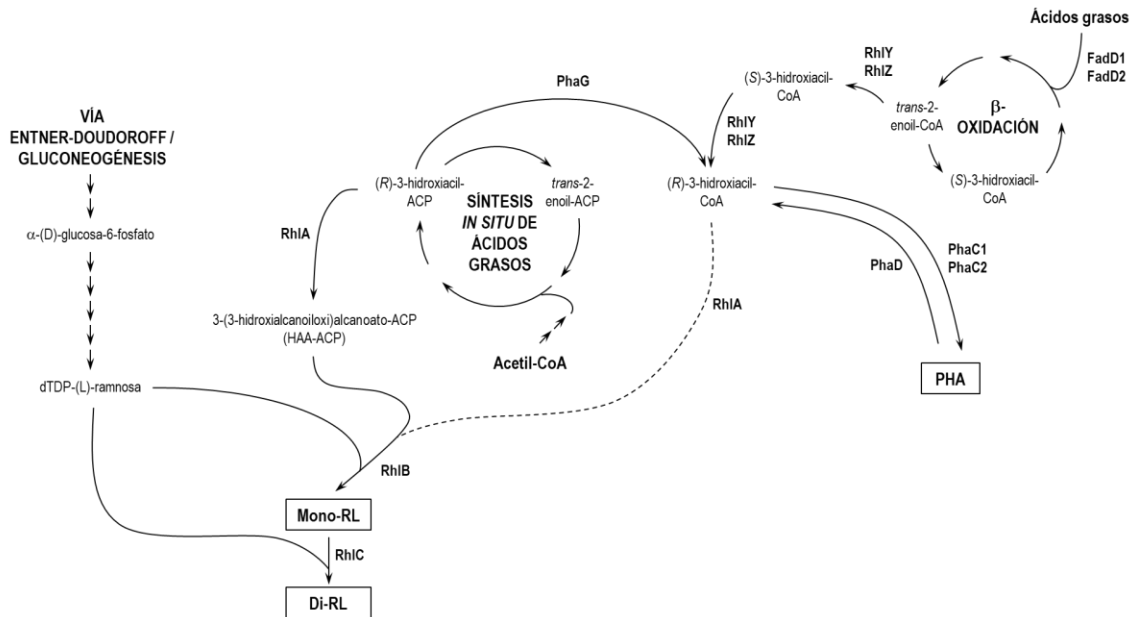 VÍA
ENTNER-DOUDOROFF /
GLUCONEOGÉNESIS
α-(D)-glucosa-6-fosfato
dTDP-(L)-ramnosa
RhlA
(R)-3-hidroxiacil-
ACP
PhaG
SÍNTESIS
IN SITU DE
ÁCIDOS
GRASOS
trans-2-
enoil-ACP
Acetil-CoA
3-(3-hidroxialcanoiloxi)alcanoato-ACP
(HAA-ACP)
RhlB
Mono-RL
RhlC
Di-RL
(R)-3-hidroxiacil-
CoA
RhlA
RhlY
RhlZ
(S)-3-hidroxiacil-
CoA
RhlY
RhlZ
trans-2-
enoil-CoA
β-
OXIDACIÓN
Ácidos grasos
FadD1
FadD2
(S)-3-hidroxiacil-
CoA
PhaD
PhaC1
PhaC2
PHA